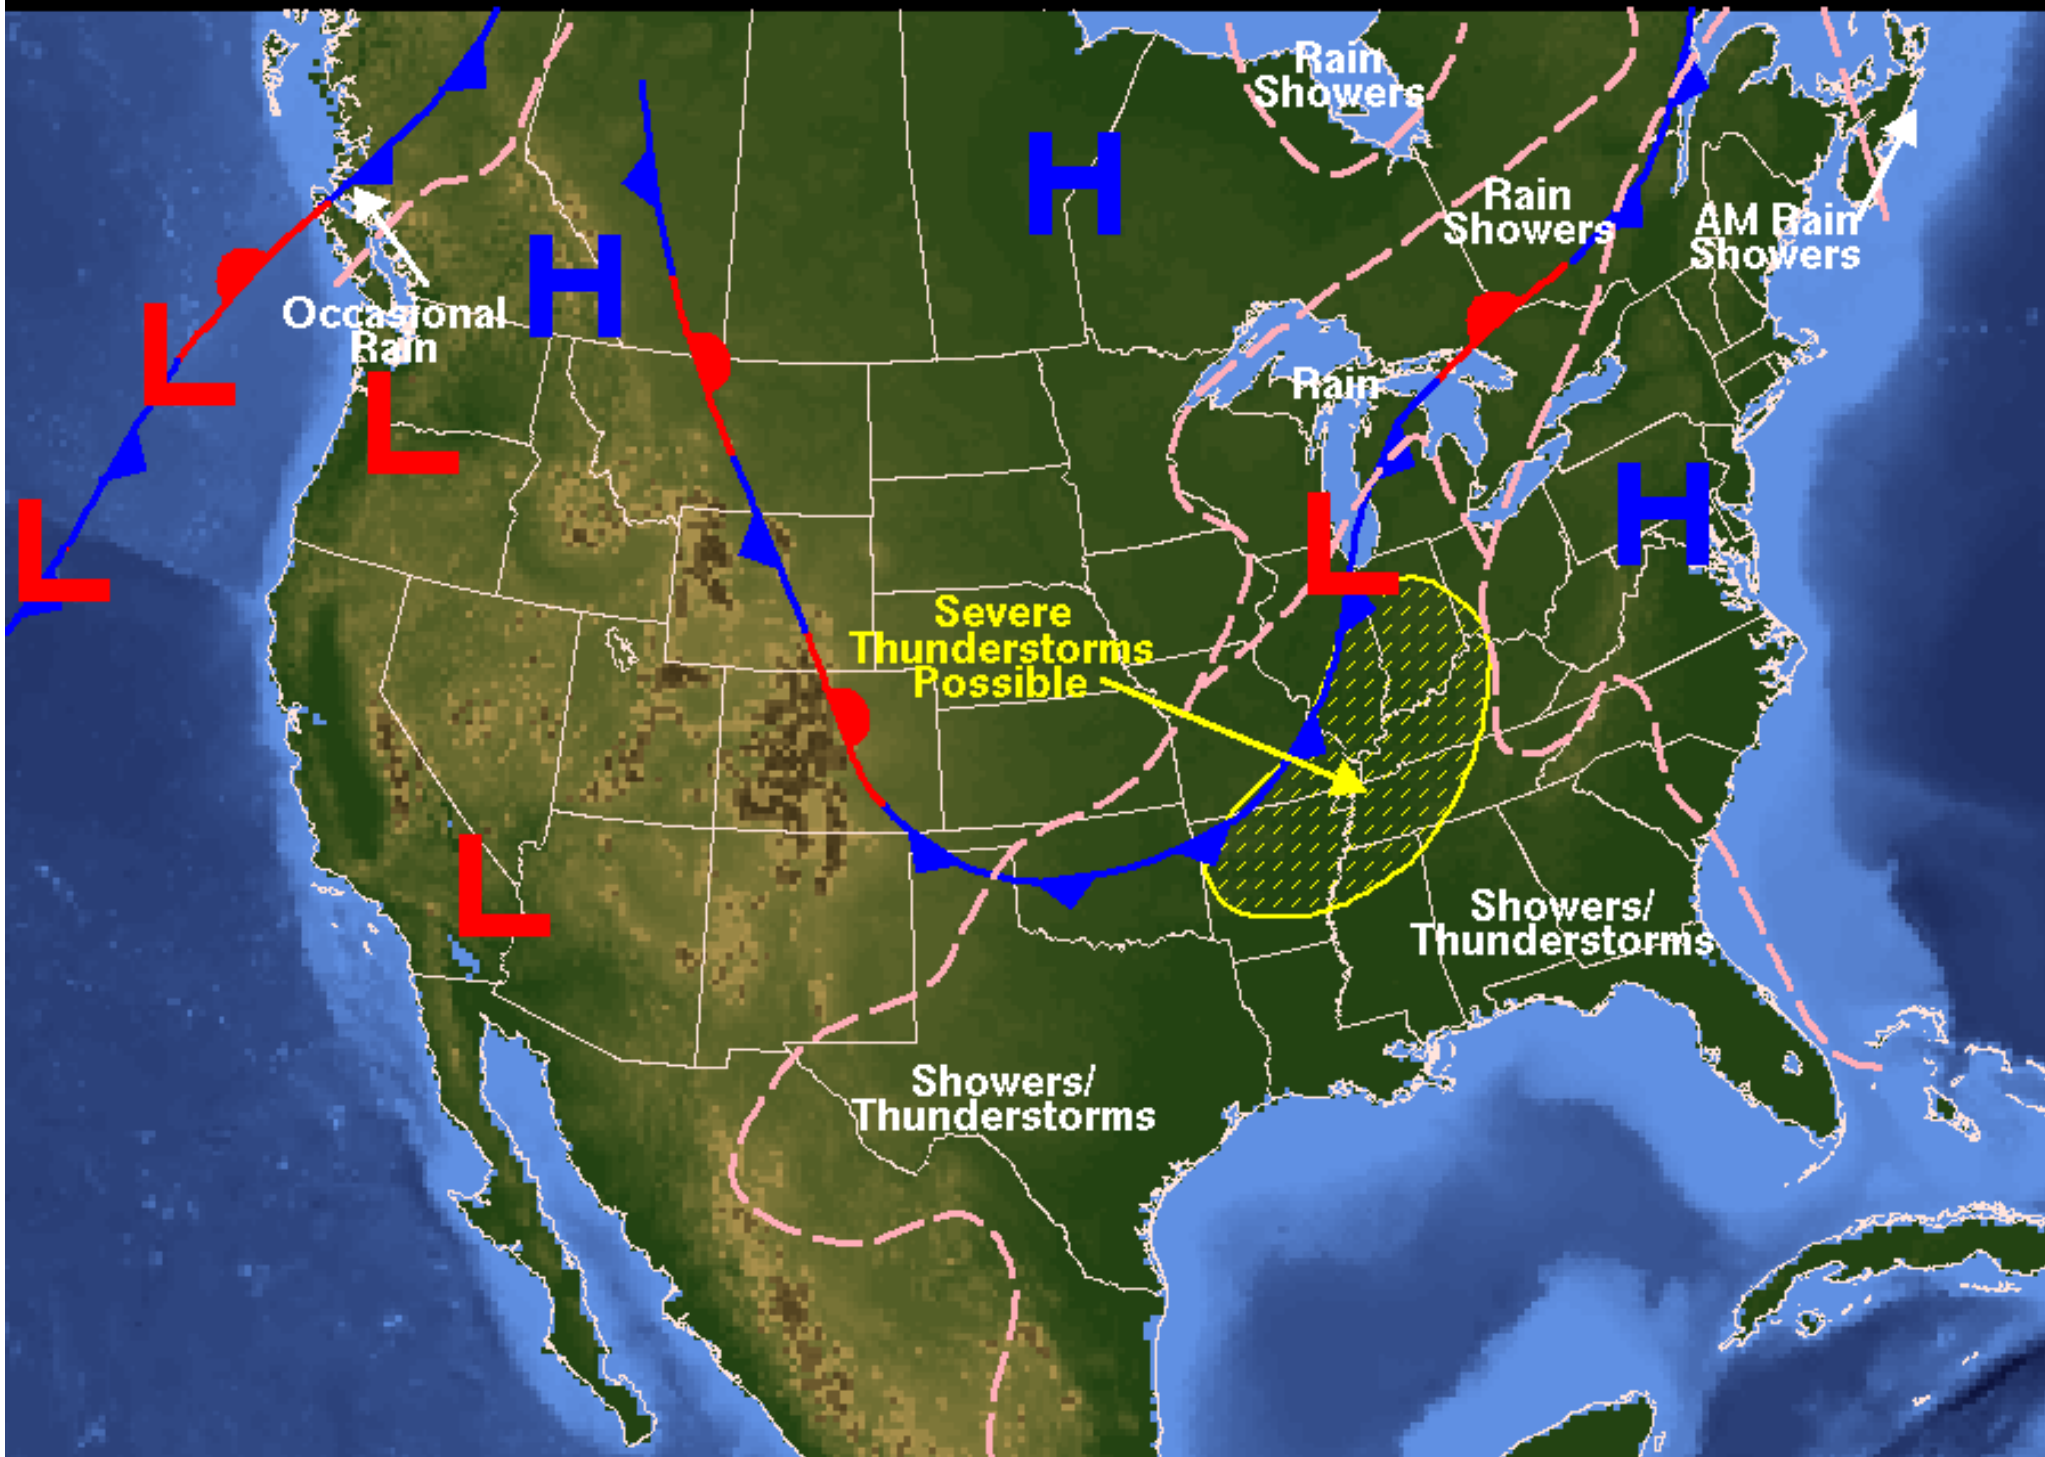 Rain
Showers
H
Rain
Showers
AM Rain
Showers
H
Occasional
Rain
L
Rain
L
H
L
L
Severe
Thunderstorms
Possible
L
Showers/
Thunderstorms
Showers/
Thunderstorms